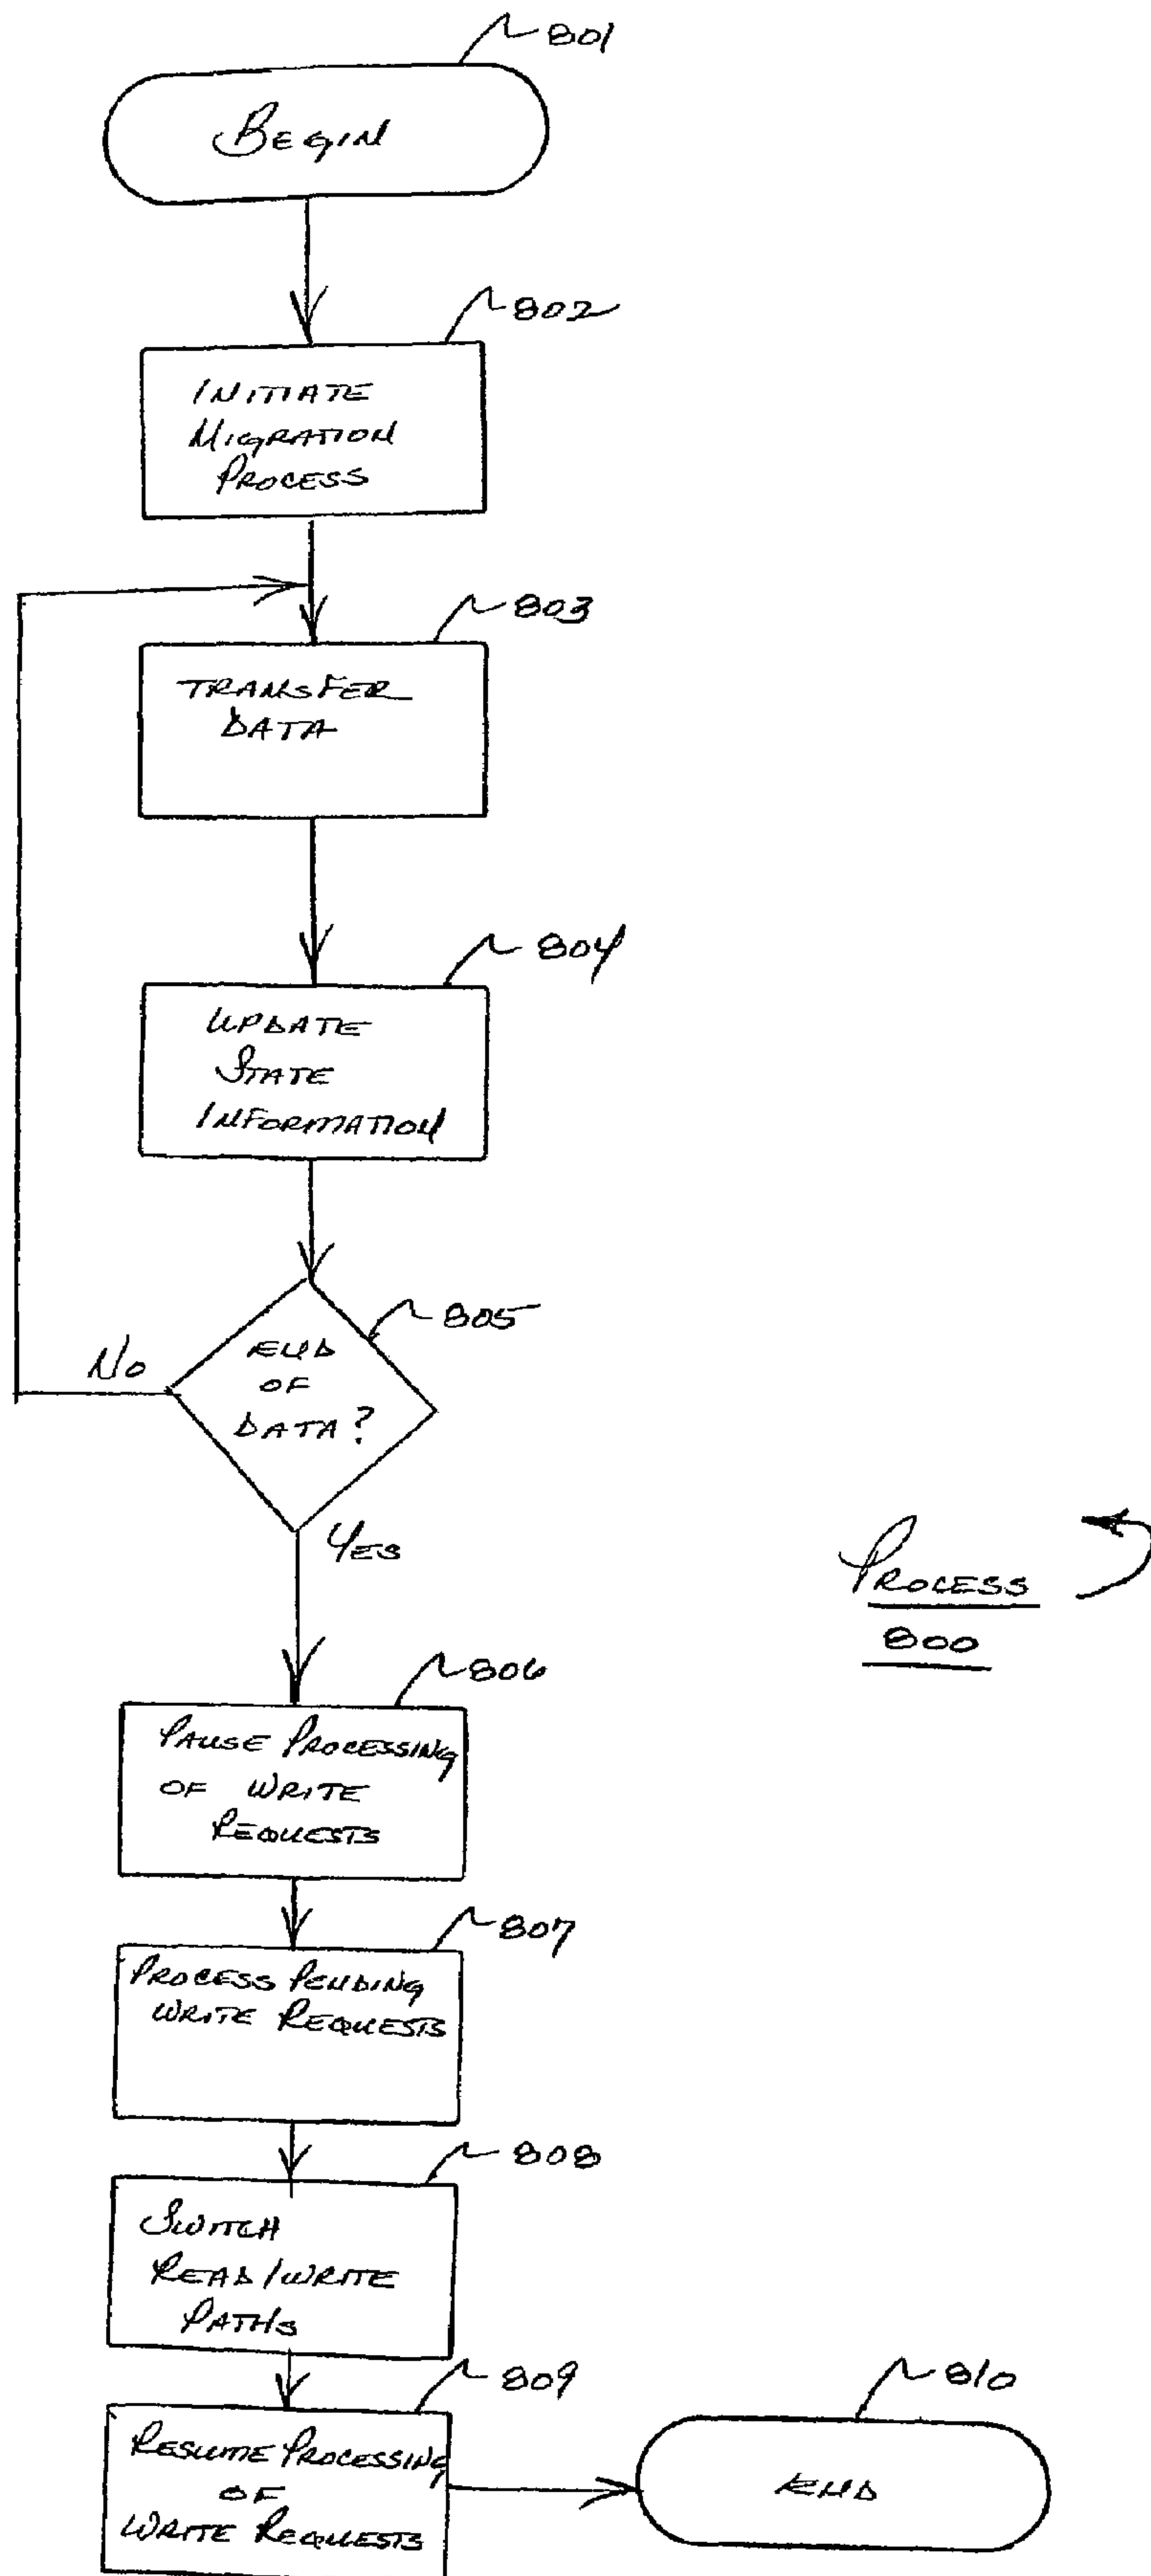 801
BEGIN
802
INITIATE
MIGRATION
PROCESS
803
TRANSFER
DATA
804
UPDATE
STATE
INFORMATION
805
END
OF
DATA?
No
YES
PROCESS
800
806
PAUSE PROCESSING
OF WRITE
REQUESTS
807
PROCESS PENDING
WRITE REQUESTS
808
SWITCH
READ/WRITE
PATHS
809
RESUME PROCESSING
OF
WRITE REQUESTS
810
END